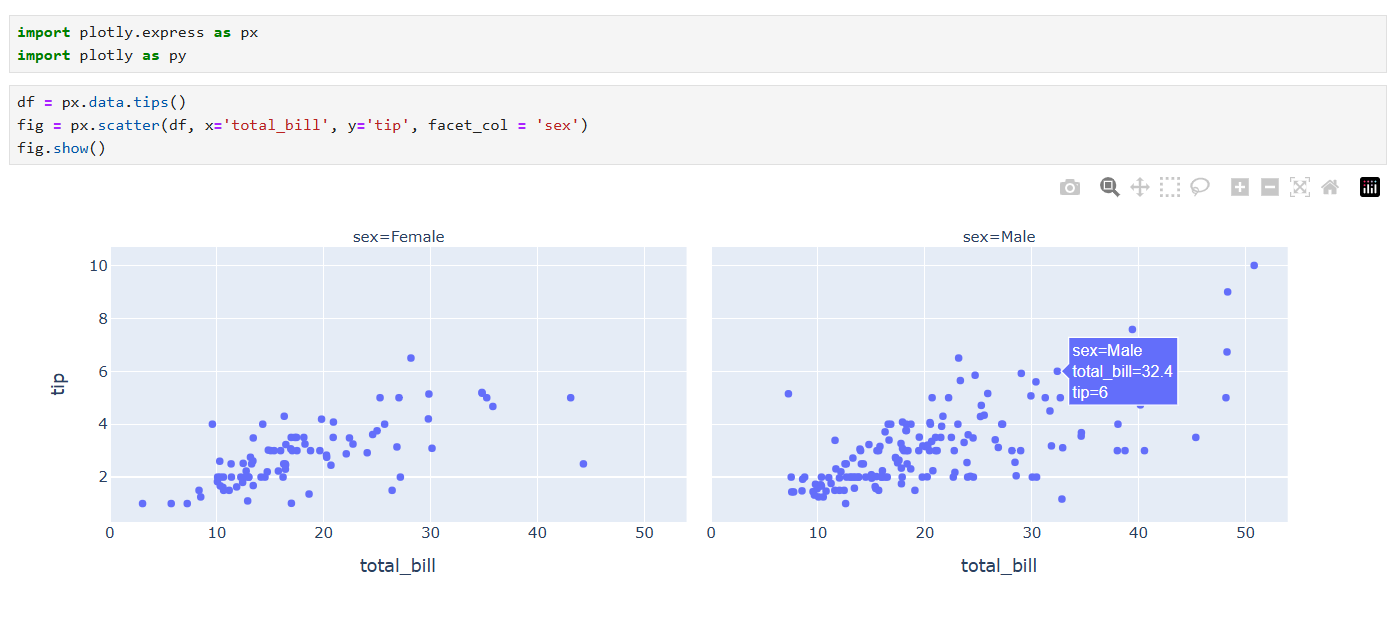 import plotly.express as px
import plotly as py
df = px.data.tips()
fig = px.scatter(df, x='total_bill', y='tip', facet_col = 'sex')
fig.show()
sex=Female
sex=Male
10
8
6
4
2
tip
sex=Male
total_bill=32.4
tip=6
0 10 20 30 40 50
0 10 20 30 40 50
total_bill
total_bill